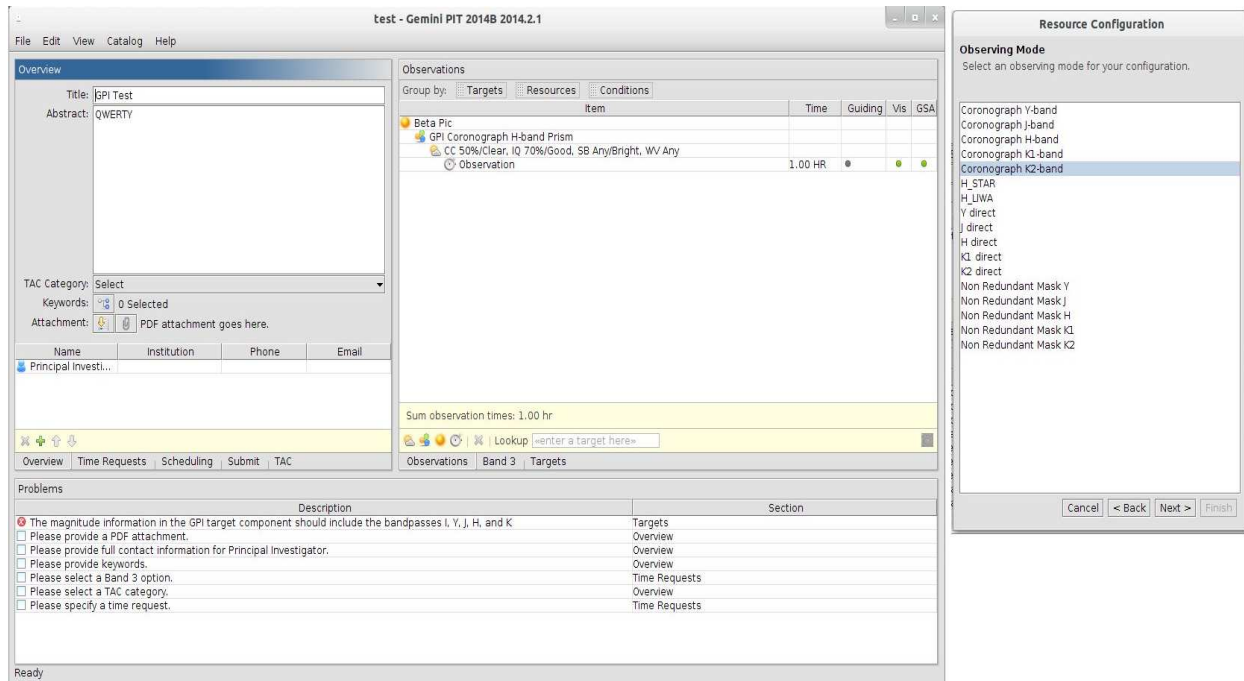 test - Gemini PIT 2014B 2014.2.1
File Edit View Catalog Help
Overview
Title: GPI Test
Abstract: QWERTY
TAC Category: Select
Keywords: 0 Selected
Attachment: PDF attachment goes here.
Name Institution Phone Email
Principal Investi...
Overview Time Requests Scheduling Submit TAC
Observations
Group by: Targets Resources Conditions
Item Time Guiding Vis GSA
Beta Pic
GPI Coronograph H-band Prism
CC 50%/Clear, IQ 70%/Good, SB Any/Bright, WV Any
Observation 1.00 HR
Sum observation times: 1.00 hr
Lookup «enter a target here»
Observations Band 3 Targets
Problems
Description Section
The magnitude information in the GPI target component should include the bandpasses I, Y, J, H, and K Targets
Please provide a PDF attachment. Overview
Please provide full contact information for Principal Investigator. Overview
Please provide keywords. Overview
Please select a Band 3 option. Time Requests
Please select a TAC category. Overview
Please specify a time request. Time Requests
Ready
Resource Configuration
Observing Mode
Select an observing mode for your configuration.
Coronograph Y-band
Coronograph J-band
Coronograph H-band
Coronograph K1-band
Coronograph K2-band
H_STAR
H_LIWA
Y direct
J direct
H direct
K1 direct
K2 direct
Non Redundant Mask Y
Non Redundant Mask J
Non Redundant Mask H
Non Redundant Mask K1
Non Redundant Mask K2
Cancel < Back Next > Finish